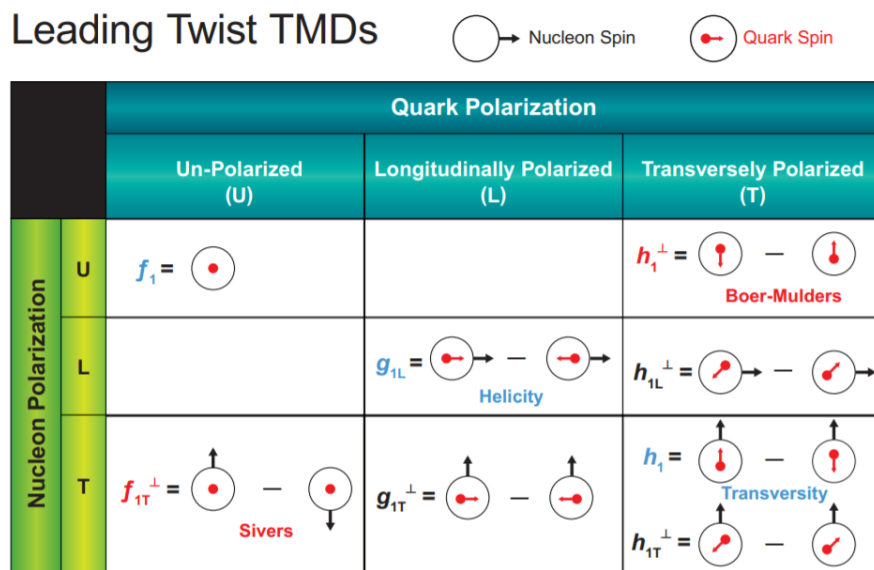 Leading Twist TMDs
Nucleon Spin
Quark Spin
Quark Polarization
Un-Polarized
(U)
Longitudinally Polarized
(L)
Transversely Polarized
(T)
Nucleon Polarization
U
f₁ =
h₁^⊥ = —
Boer-Mulders
L
g₁L = —
Helicity
h₁L^⊥ = —
T
f₁T^⊥ = —
Sivers
g₁T^⊥ = —
h₁ = —
Transversity
h₁T^⊥ = —